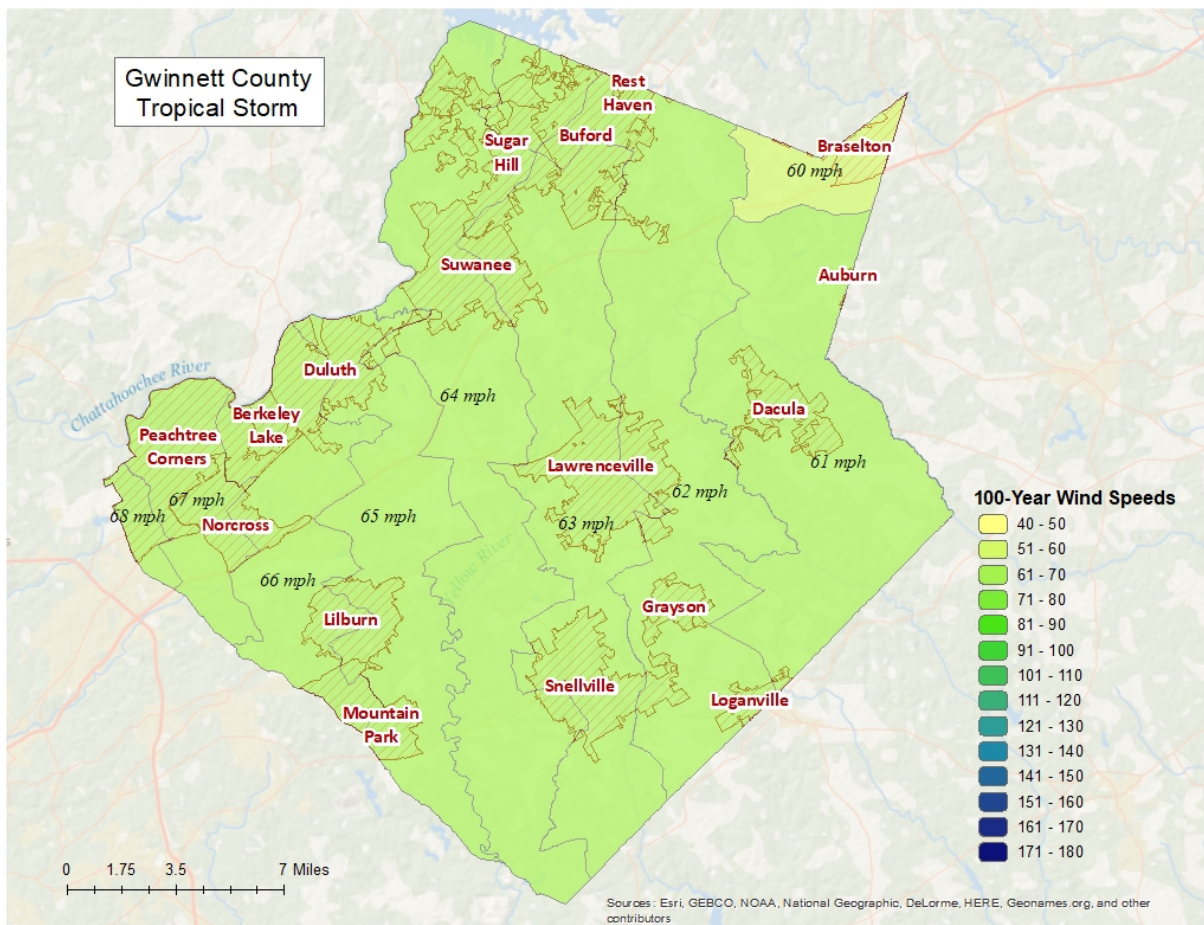 Gwinnett County
Tropical Storm
Rest
Haven
Sugar
Hill
Buford
Braselton
60 mph
Suwanee
Auburn
Chattahoochee River
Duluth
64 mph
Berkeley
Lake
Dacula
Peachtree
Corners
Lawrenceville
61 mph
67 mph
62 mph
68 mph
Norcross
65 mph
63 mph
Yellow River
66 mph
Lilburn
Grayson
Snellville
Loganville
Mountain
Park
100-Year Wind Speeds
40 - 50
51 - 60
61 - 70
71 - 80
81 - 90
91 - 100
101 - 110
111 - 120
121 - 130
131 - 140
141 - 150
151 - 160
161 - 170
171 - 180
0 1.75 3.5 7 Miles
Sources: Esri, GEBCO, NOAA, National Geographic, DeLorme, HERE, Geonames.org, and other
contributors